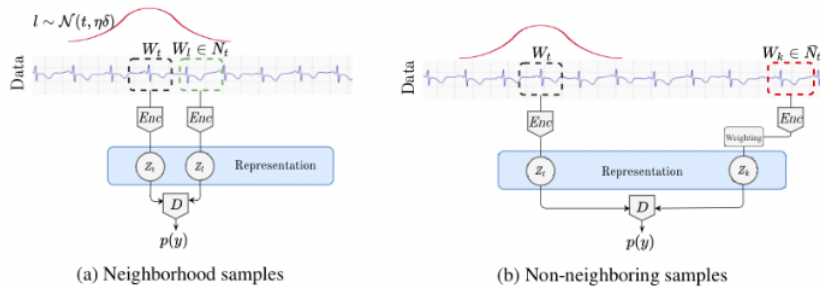 l ∼ 𝒩(t, ηδ)
W_t
W_l ∈ N_t
Data
Enc
Enc
Z_t
Z_l
Representation
D
p(y)
(a) Neighborhood samples
W_t
W_k ∈ N̄_t
Data
Enc
Enc
Weighting
Z_t
Representation
Z_k
D
p(y)
(b) Non-neighboring samples